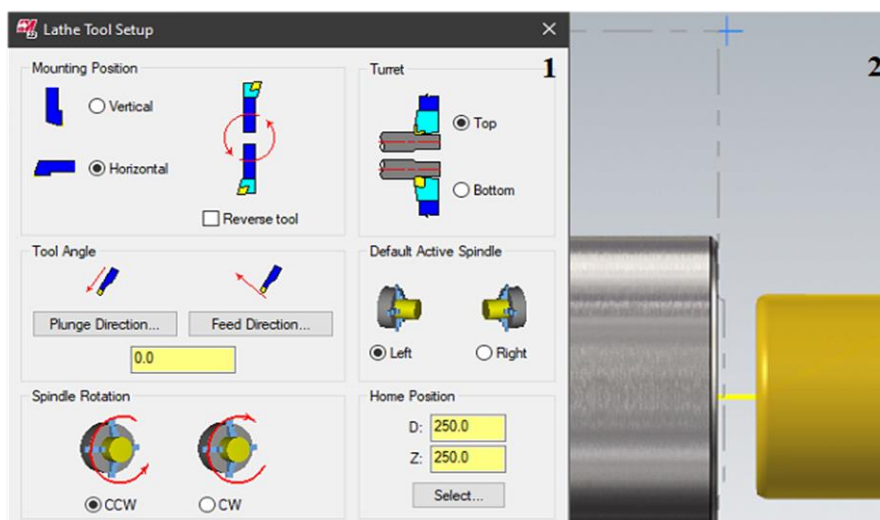 Lathe Tool Setup
1
2
Mounting Position
Vertical
Horizontal
Reverse tool
Turret
Top
Bottom
Tool Angle
Plunge Direction...
Feed Direction...
0.0
Default Active Spindle
Left
Right
Spindle Rotation
CCW
CW
Home Position
D: 250.0
Z: 250.0
Select...